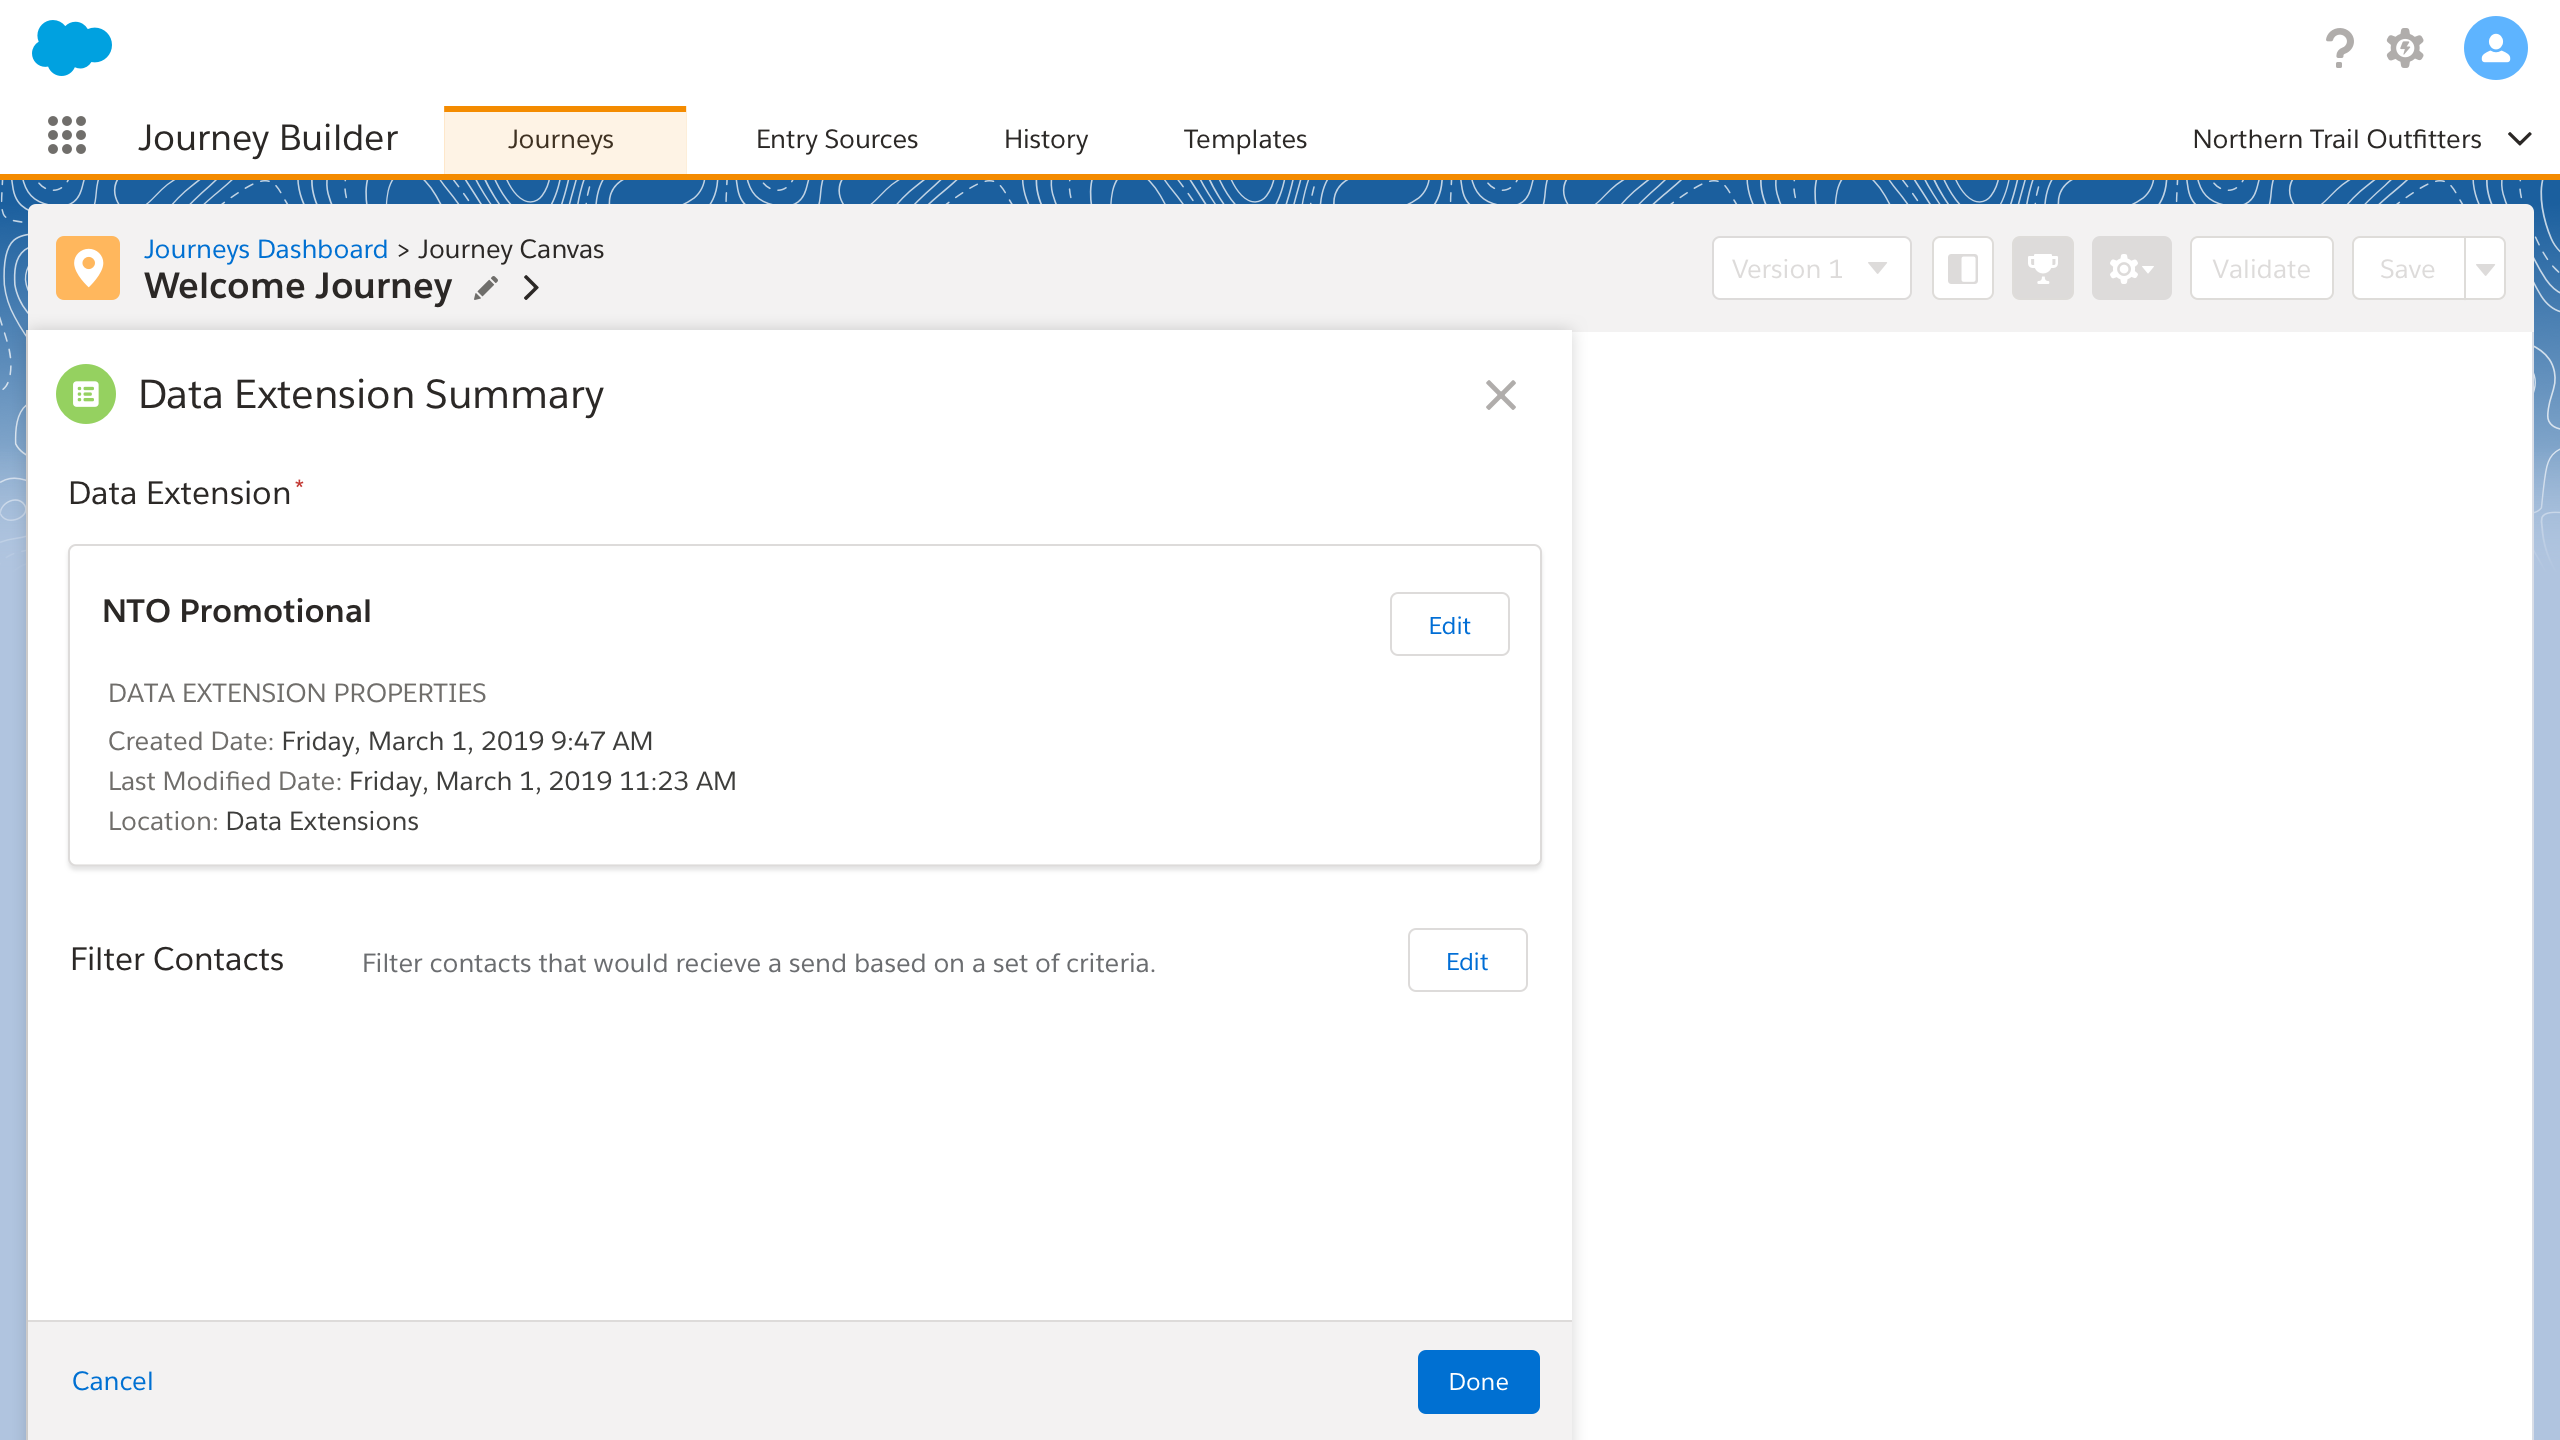 Journey Builder
Journeys
Entry Sources
History
Templates
Northern Trail Outfitters
Journeys Dashboard > Journey Canvas
Welcome Journey
Version 1
Validate
Save
Data Extension Summary
Data Extension*
NTO Promotional
Edit
DATA EXTENSION PROPERTIES
Created Date: Friday, March 1, 2019 9:47 AM
Last Modified Date: Friday, March 1, 2019 11:23 AM
Location: Data Extensions
Filter Contacts
Filter contacts that would recieve a send based on a set of criteria.
Edit
Cancel
Done